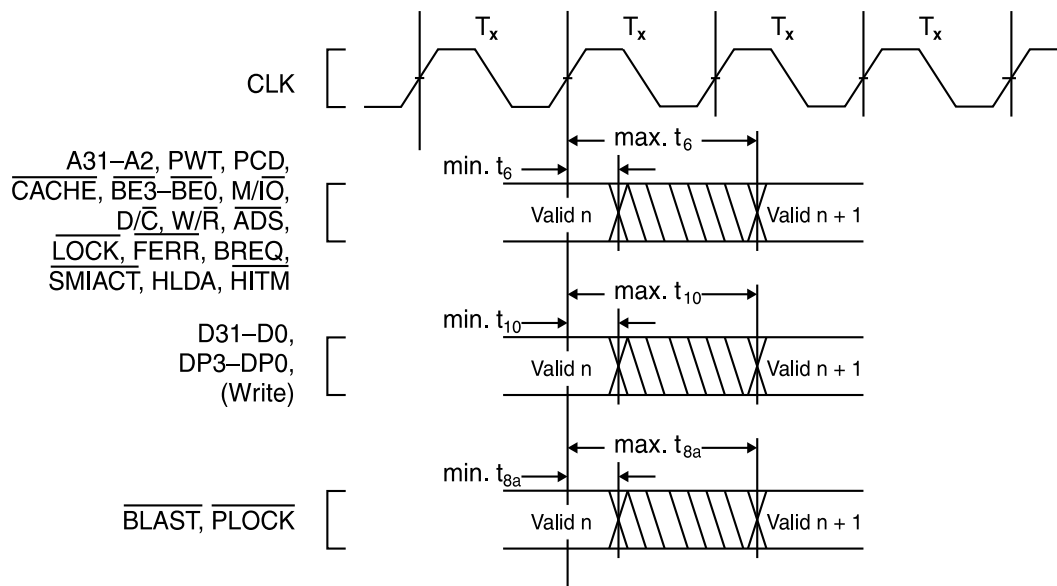 Tx Tx Tx Tx
CLK
max. t6
min. t6
A31–A2, PWT, PCD,
CACHE, BE3–BE0, M/IO,
D/C, W/R, ADS,
LOCK, FERR, BREQ,
SMIACT, HLDA, HITM
Valid n Valid n + 1
max. t10
min. t10
D31–D0,
DP3–DP0,
(Write)
Valid n Valid n + 1
max. t8a
min. t8a
BLAST, PLOCK
Valid n Valid n + 1